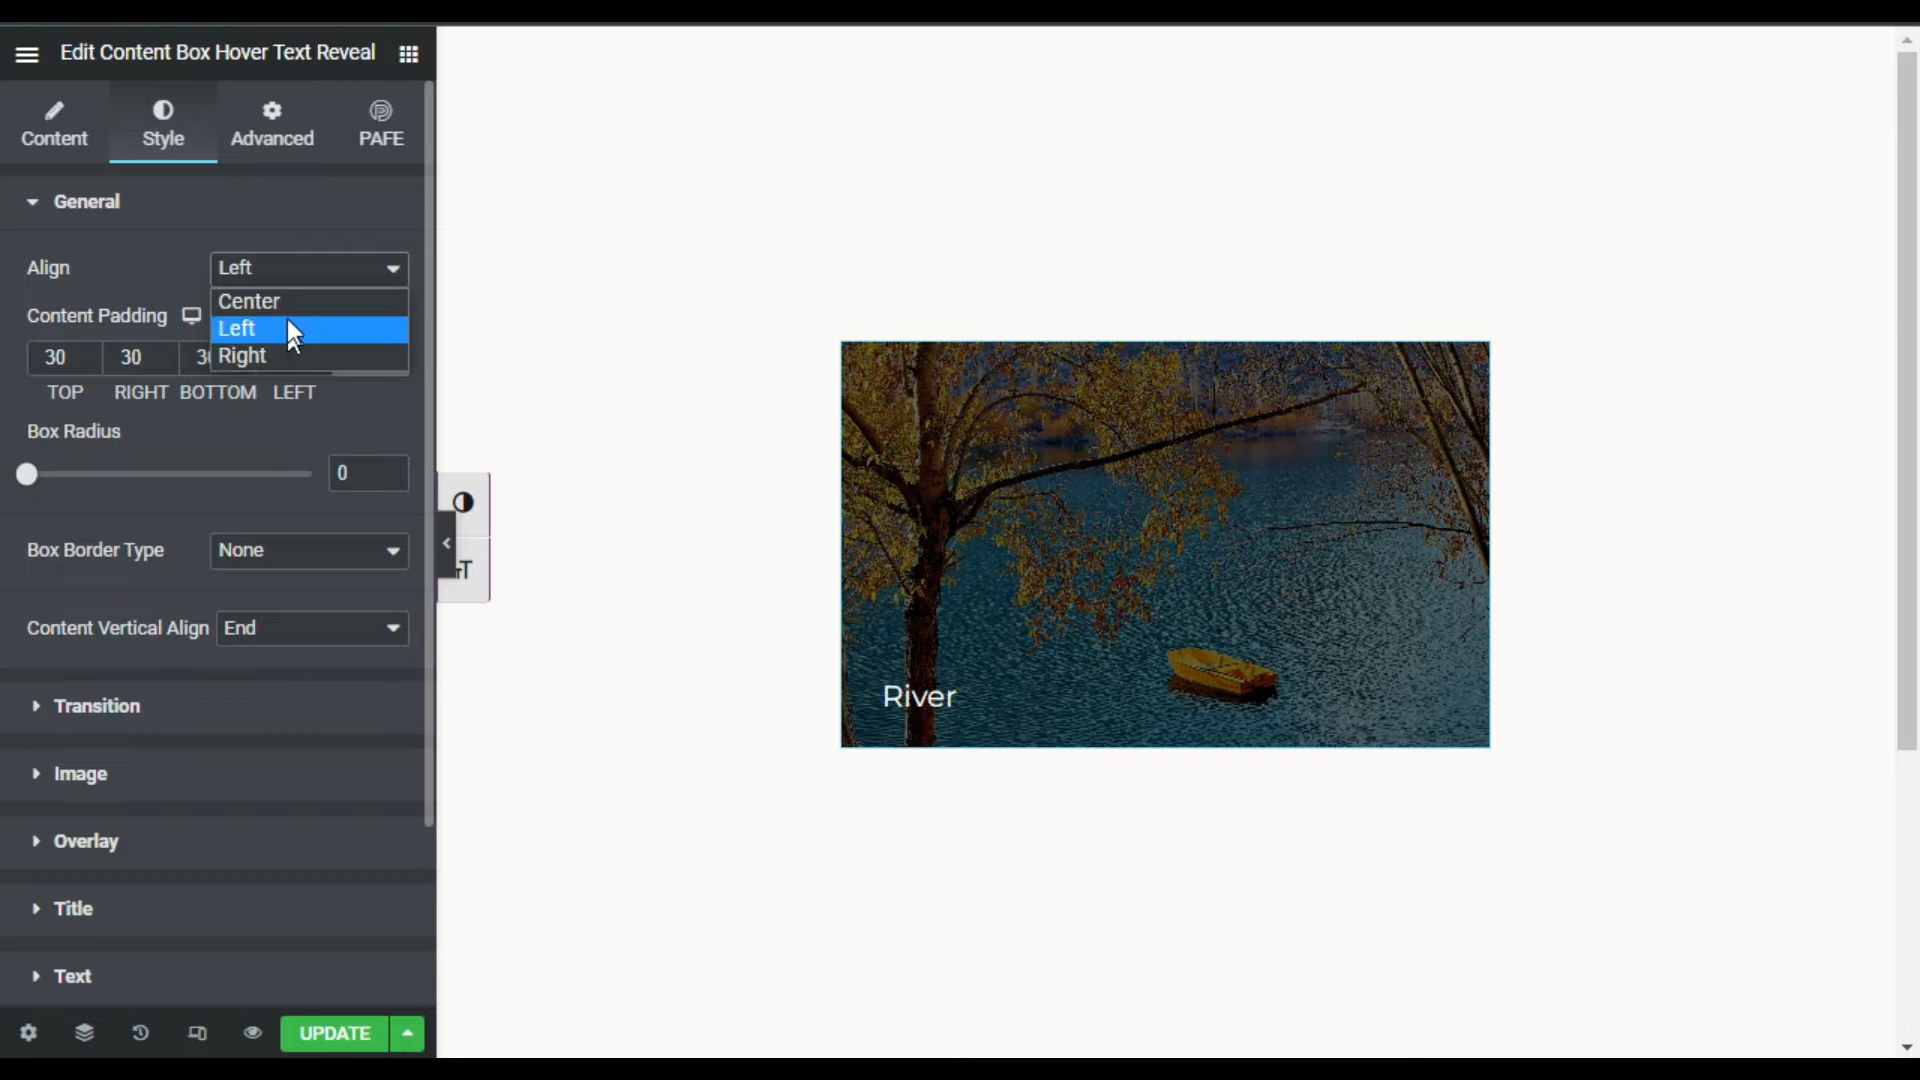 Edit Content Box Hover Text Reveal
Content Style Advanced PAFE
General
Align Left
Center
Left
Right
Content Padding
30 30
TOP RIGHT BOTTOM LEFT
Box Radius
0
Box Border Type None
Content Vertical Align End
Transition
Image
Overlay
Title
Text
UPDATE
River